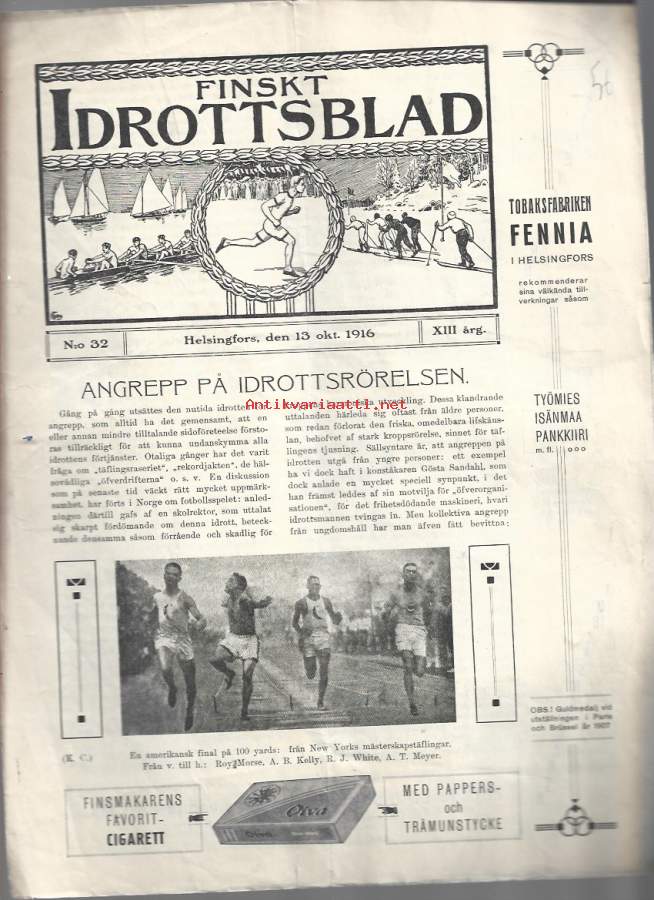 FINSKT
IDROTTSBLAD
N:o 32
Helsingfors, den 13 okt. 1916
XIII årg.
ANGREPP PÅ IDROTTSRÖRELSEN.
Antikvariaatti.net
Gång på gång utsättes den nutida idrotten för
angrepp, som alltid ha det gemensamt, att en
eller annan mindre tilltalande sidoföreteelse försto-
ras tillräckligt för att kunna undanskymma alla
idrottens förtjänster. Otaliga gånger har det varit
fråga om „täflingsraseriet“, „rekordjakten“, de häl-
sovådliga „öfverdrifterna“ o. s. v. En diskussion
som på senaste tid väckt rätt mycket uppmärk-
samhet, har förts i Norge om fotbollsspelet: anled-
ningen därtill gafs af en skolrektor, som uttalat
sig skarpt fördömande om denna idrott, beteck-
nande densamma såsom förrående och skadlig för
utveckling. Dessa klandrande
uttalanden härleda sig oftast från äldre personer,
som redan förlorat den friska, omedelbara lifskäns-
lan, behofvet af stark kroppsrörelse, sinnet för täf-
lingens tjusning. Sällsyntare är, att angreppen på
idrotten utgå från yngre personer: ett exempel
ha vi dock haft i konståkaren Gösta Sandahl, som
dock anlade en mycket speciell synpunkt, i det
han främst leddes af sin motvilja för „öfverorgani-
sationen“, för det frihetsdödande maskineri, hvari
idrottsmannen tvingas in. Men kollektiva angrepp
från ungdomshåll har man äfven fått bevittna:
(K. C.)
En amerikansk final på 100 yards: från New Yorks mästerskapstäflingar.
Från v. till h.: Roy Morse, A. B. Kelly, R. J. White, A. T. Meyer.
FINSMAKARENS
FAVORIT-
CIGARETT
Oiva
Oiva
MED PAPPERS-
och
TRÄMUNSTYCKE
TOBAKSFABRIKEN
FENNIA
I HELSINGFORS
rekommenderar
sina välkända till-
verkningar såsom
TYÖMIES
ISÄNMAA
PANKKIIRI
m. fl.
OBS.! Guldmedalj vid
utställningen i Paris
och Brüssel år 1907